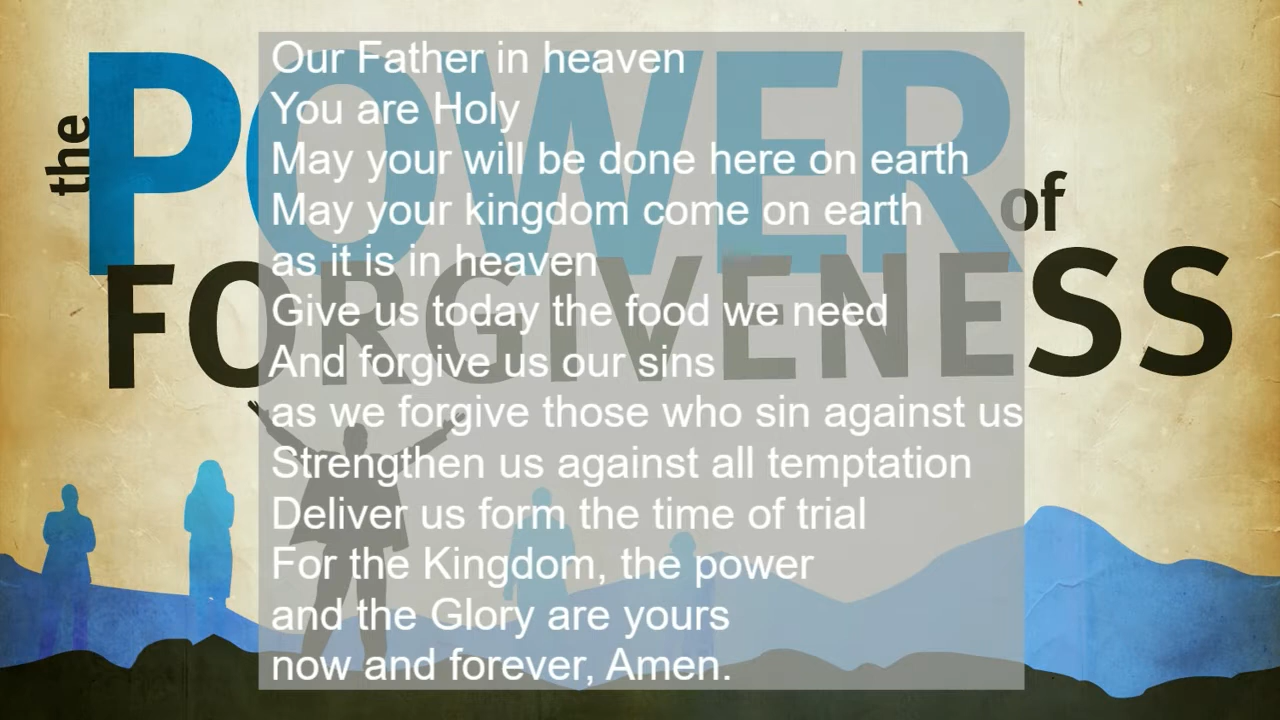 the POWER of
FORGIVENESS
Our Father in heaven
You are Holy
May your will be done here on earth
May your kingdom come on earth
as it is in heaven
Give us today the food we need
And forgive us our sins
as we forgive those who sin against us
Strengthen us against all temptation
Deliver us form the time of trial
For the Kingdom, the power
and the Glory are yours
now and forever, Amen.